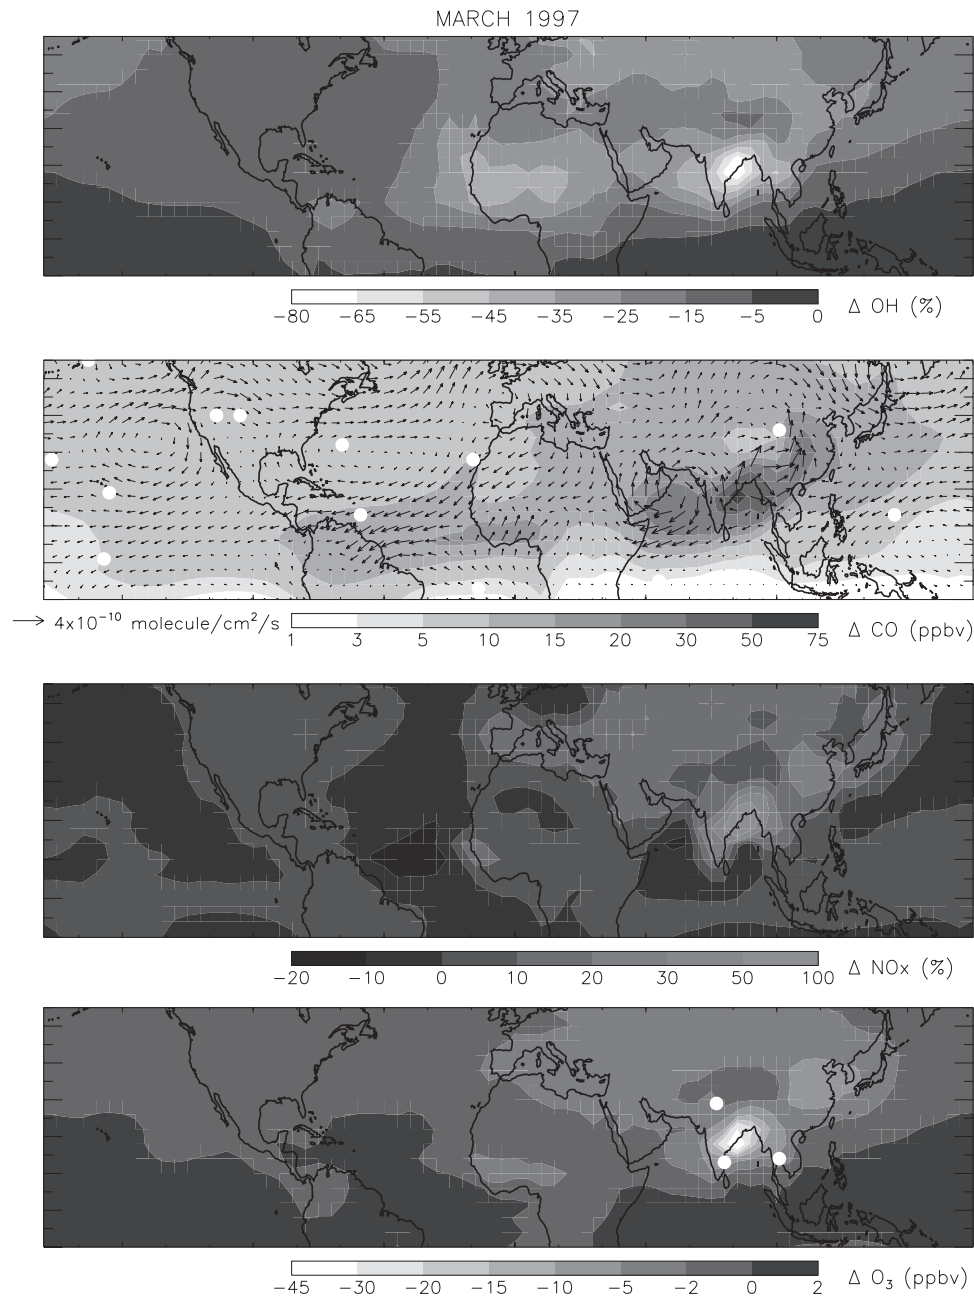 MARCH 1997
-80 -65 -55 -45 -35 -25 -15 -5 0 Δ OH (%)
4x10⁻¹⁰ molecule/cm²/s 1 3 5 10 15 20 30 50 75 Δ CO (ppbv)
-20 -10 0 10 20 30 50 100 Δ NOx (%)
-45 -30 -20 -15 -10 -5 -2 0 2 Δ O₃ (ppbv)